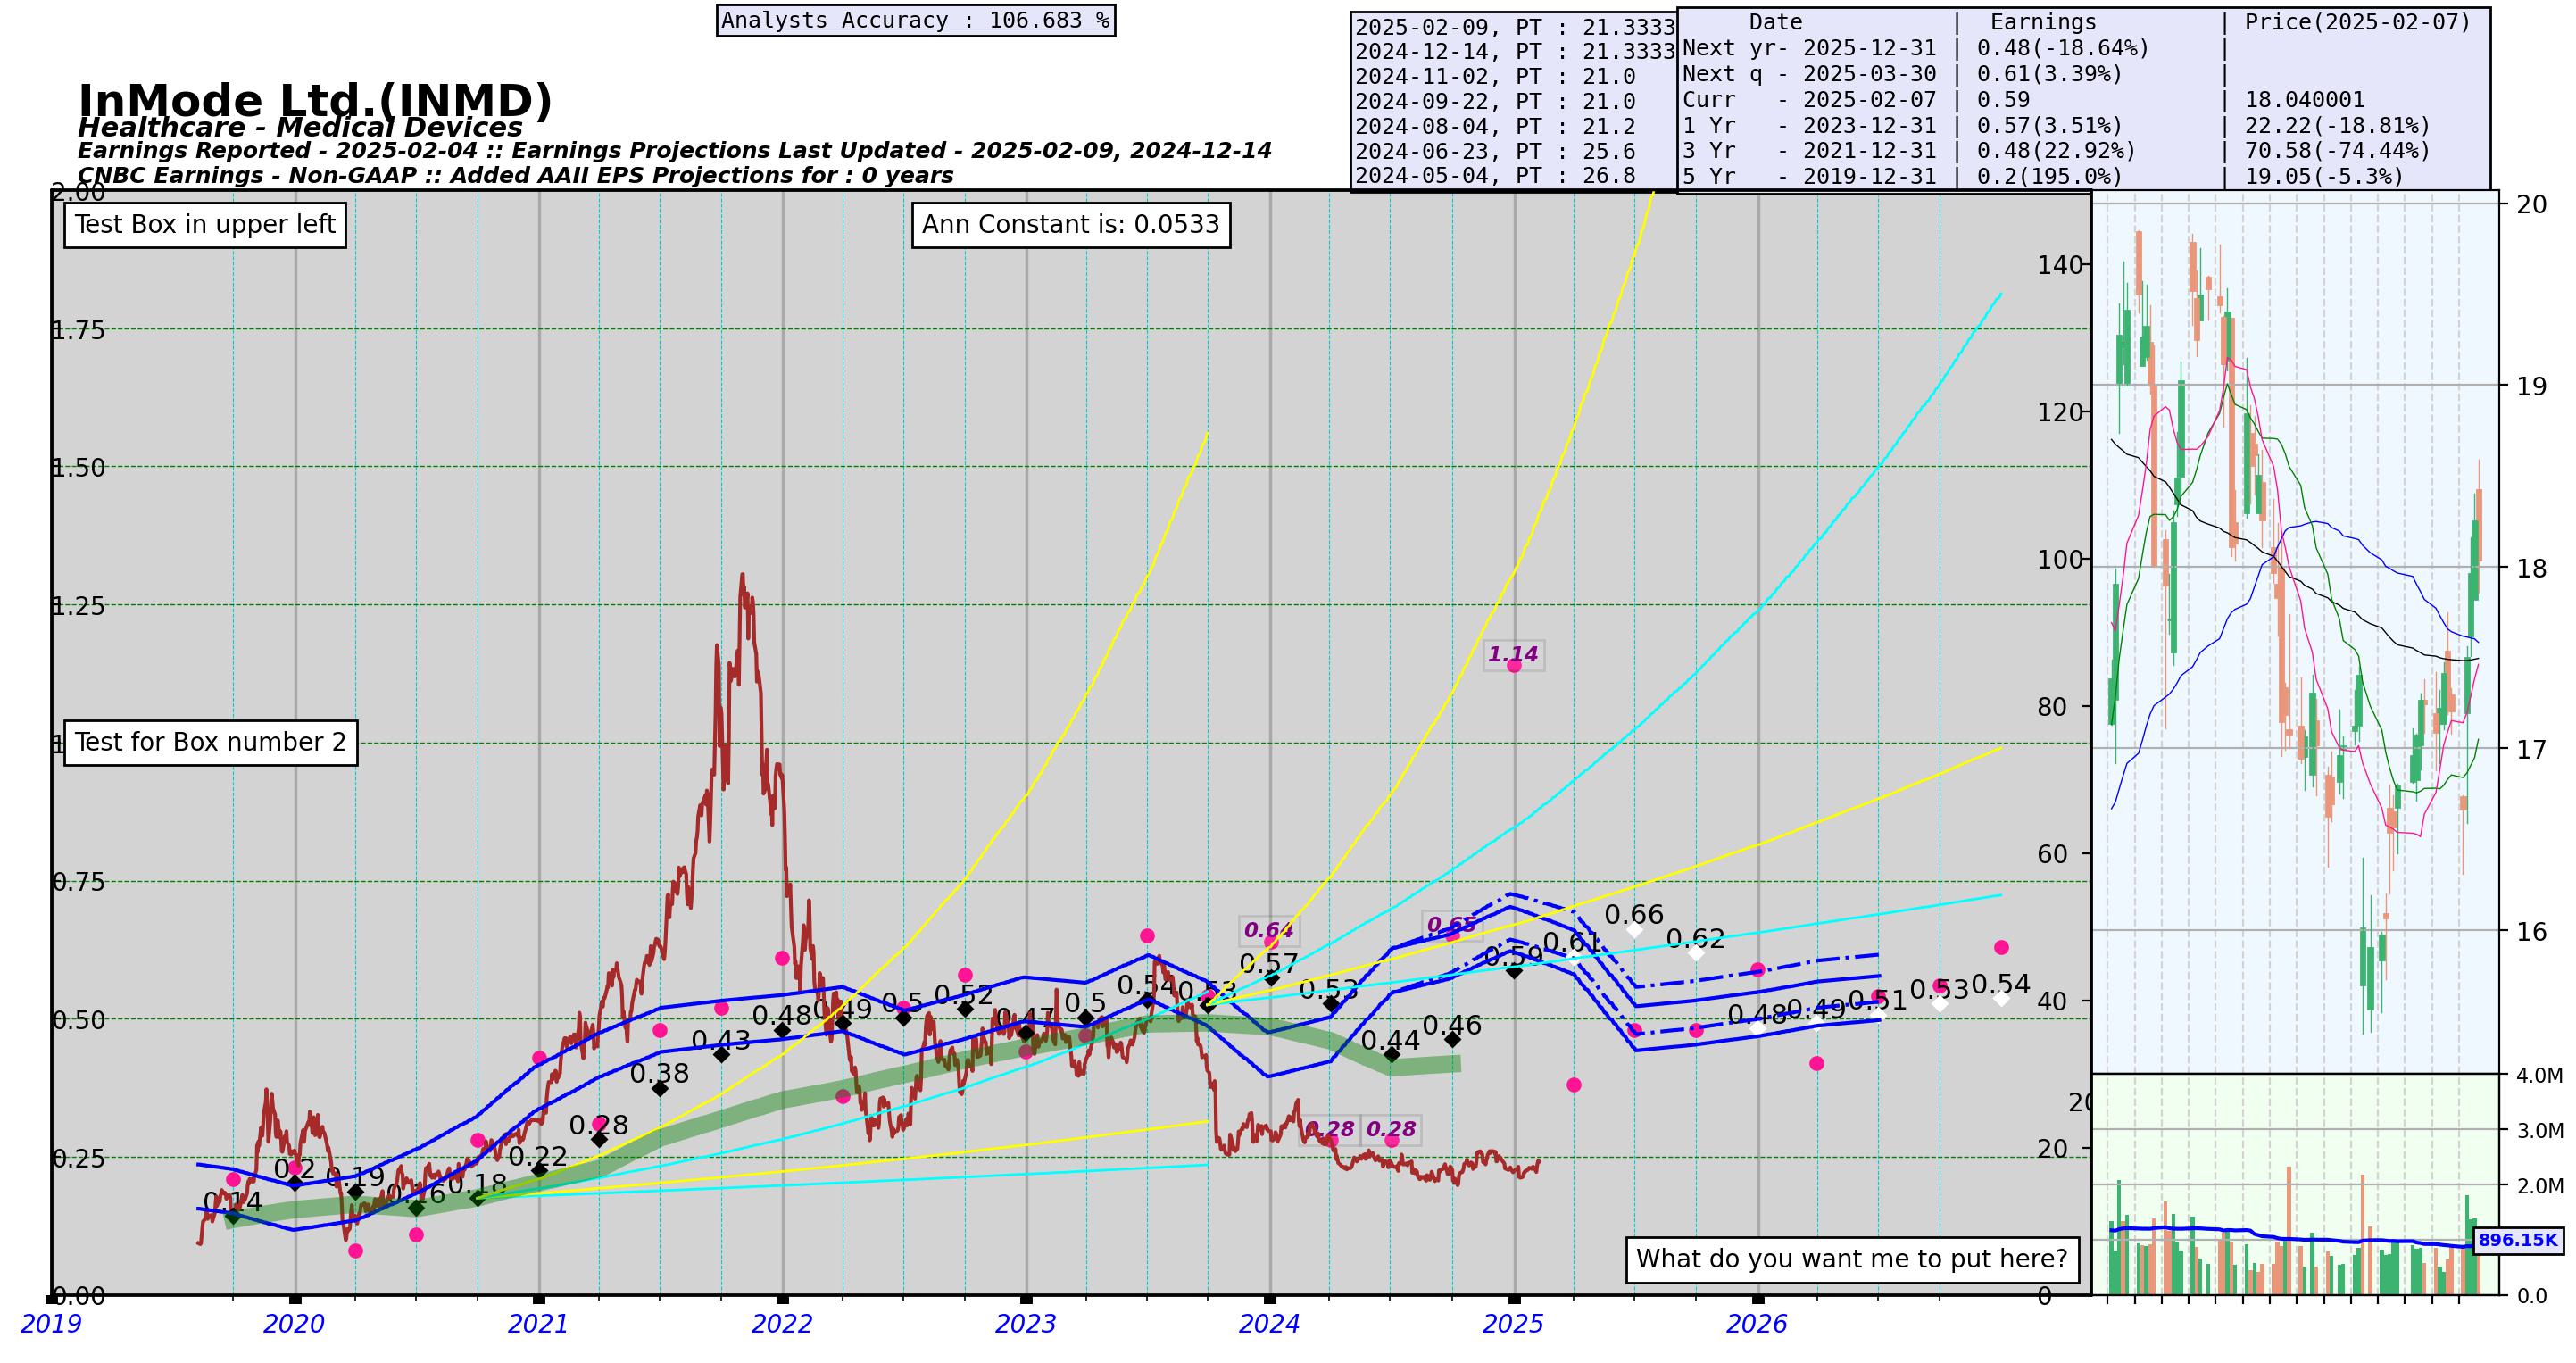 Analysts Accuracy : 106.683 %
2025-02-09, PT : 21.3333
2024-12-14, PT : 21.3333
2024-11-02, PT : 21.0
2024-09-22, PT : 21.0
2024-08-04, PT : 21.2
2024-06-23, PT : 25.6
2024-05-04, PT : 26.8
Date | Earnings | Price(2025-02-07)
Next yr- 2025-12-31 | 0.48(-18.64%) |
Next q - 2025-03-30 | 0.61(3.39%) |
Curr - 2025-02-07 | 0.59 | 18.040001
1 Yr - 2023-12-31 | 0.57(3.51%) | 22.22(-18.81%)
3 Yr - 2021-12-31 | 0.48(22.92%) | 70.58(-74.44%)
5 Yr - 2019-12-31 | 0.2(195.0%) | 19.05(-5.3%)
InMode Ltd.(INMD)
Healthcare - Medical Devices
Earnings Reported - 2025-02-04 :: Earnings Projections Last Updated - 2025-02-09, 2024-12-14
CNBC Earnings - Non-GAAP :: Added AAII EPS Projections for : 0 years
Test Box in upper left
Ann Constant is: 0.0533
Test for Box number 2
What do you want me to put here?
2.00
1.75
1.50
1.25
0.75
0.50
0.25
0.00
0.14
0.2
0.19
0.16
0.18
0.22
0.28
0.38
0.43
0.48
0.49
0.5
0.52
0.47
0.5
0.54
0.53
0.57
0.53
0.44
0.46
0.59
0.61
0.66
0.62
0.48
0.49
0.51
0.53
0.54
0.64
0.28
0.28
0.65
1.14
140
120
100
80
60
40
20
0
20
19
18
17
16
4.0M
3.0M
2.0M
896.15K
0.0
2019
2020
2021
2022
2023
2024
2025
2026